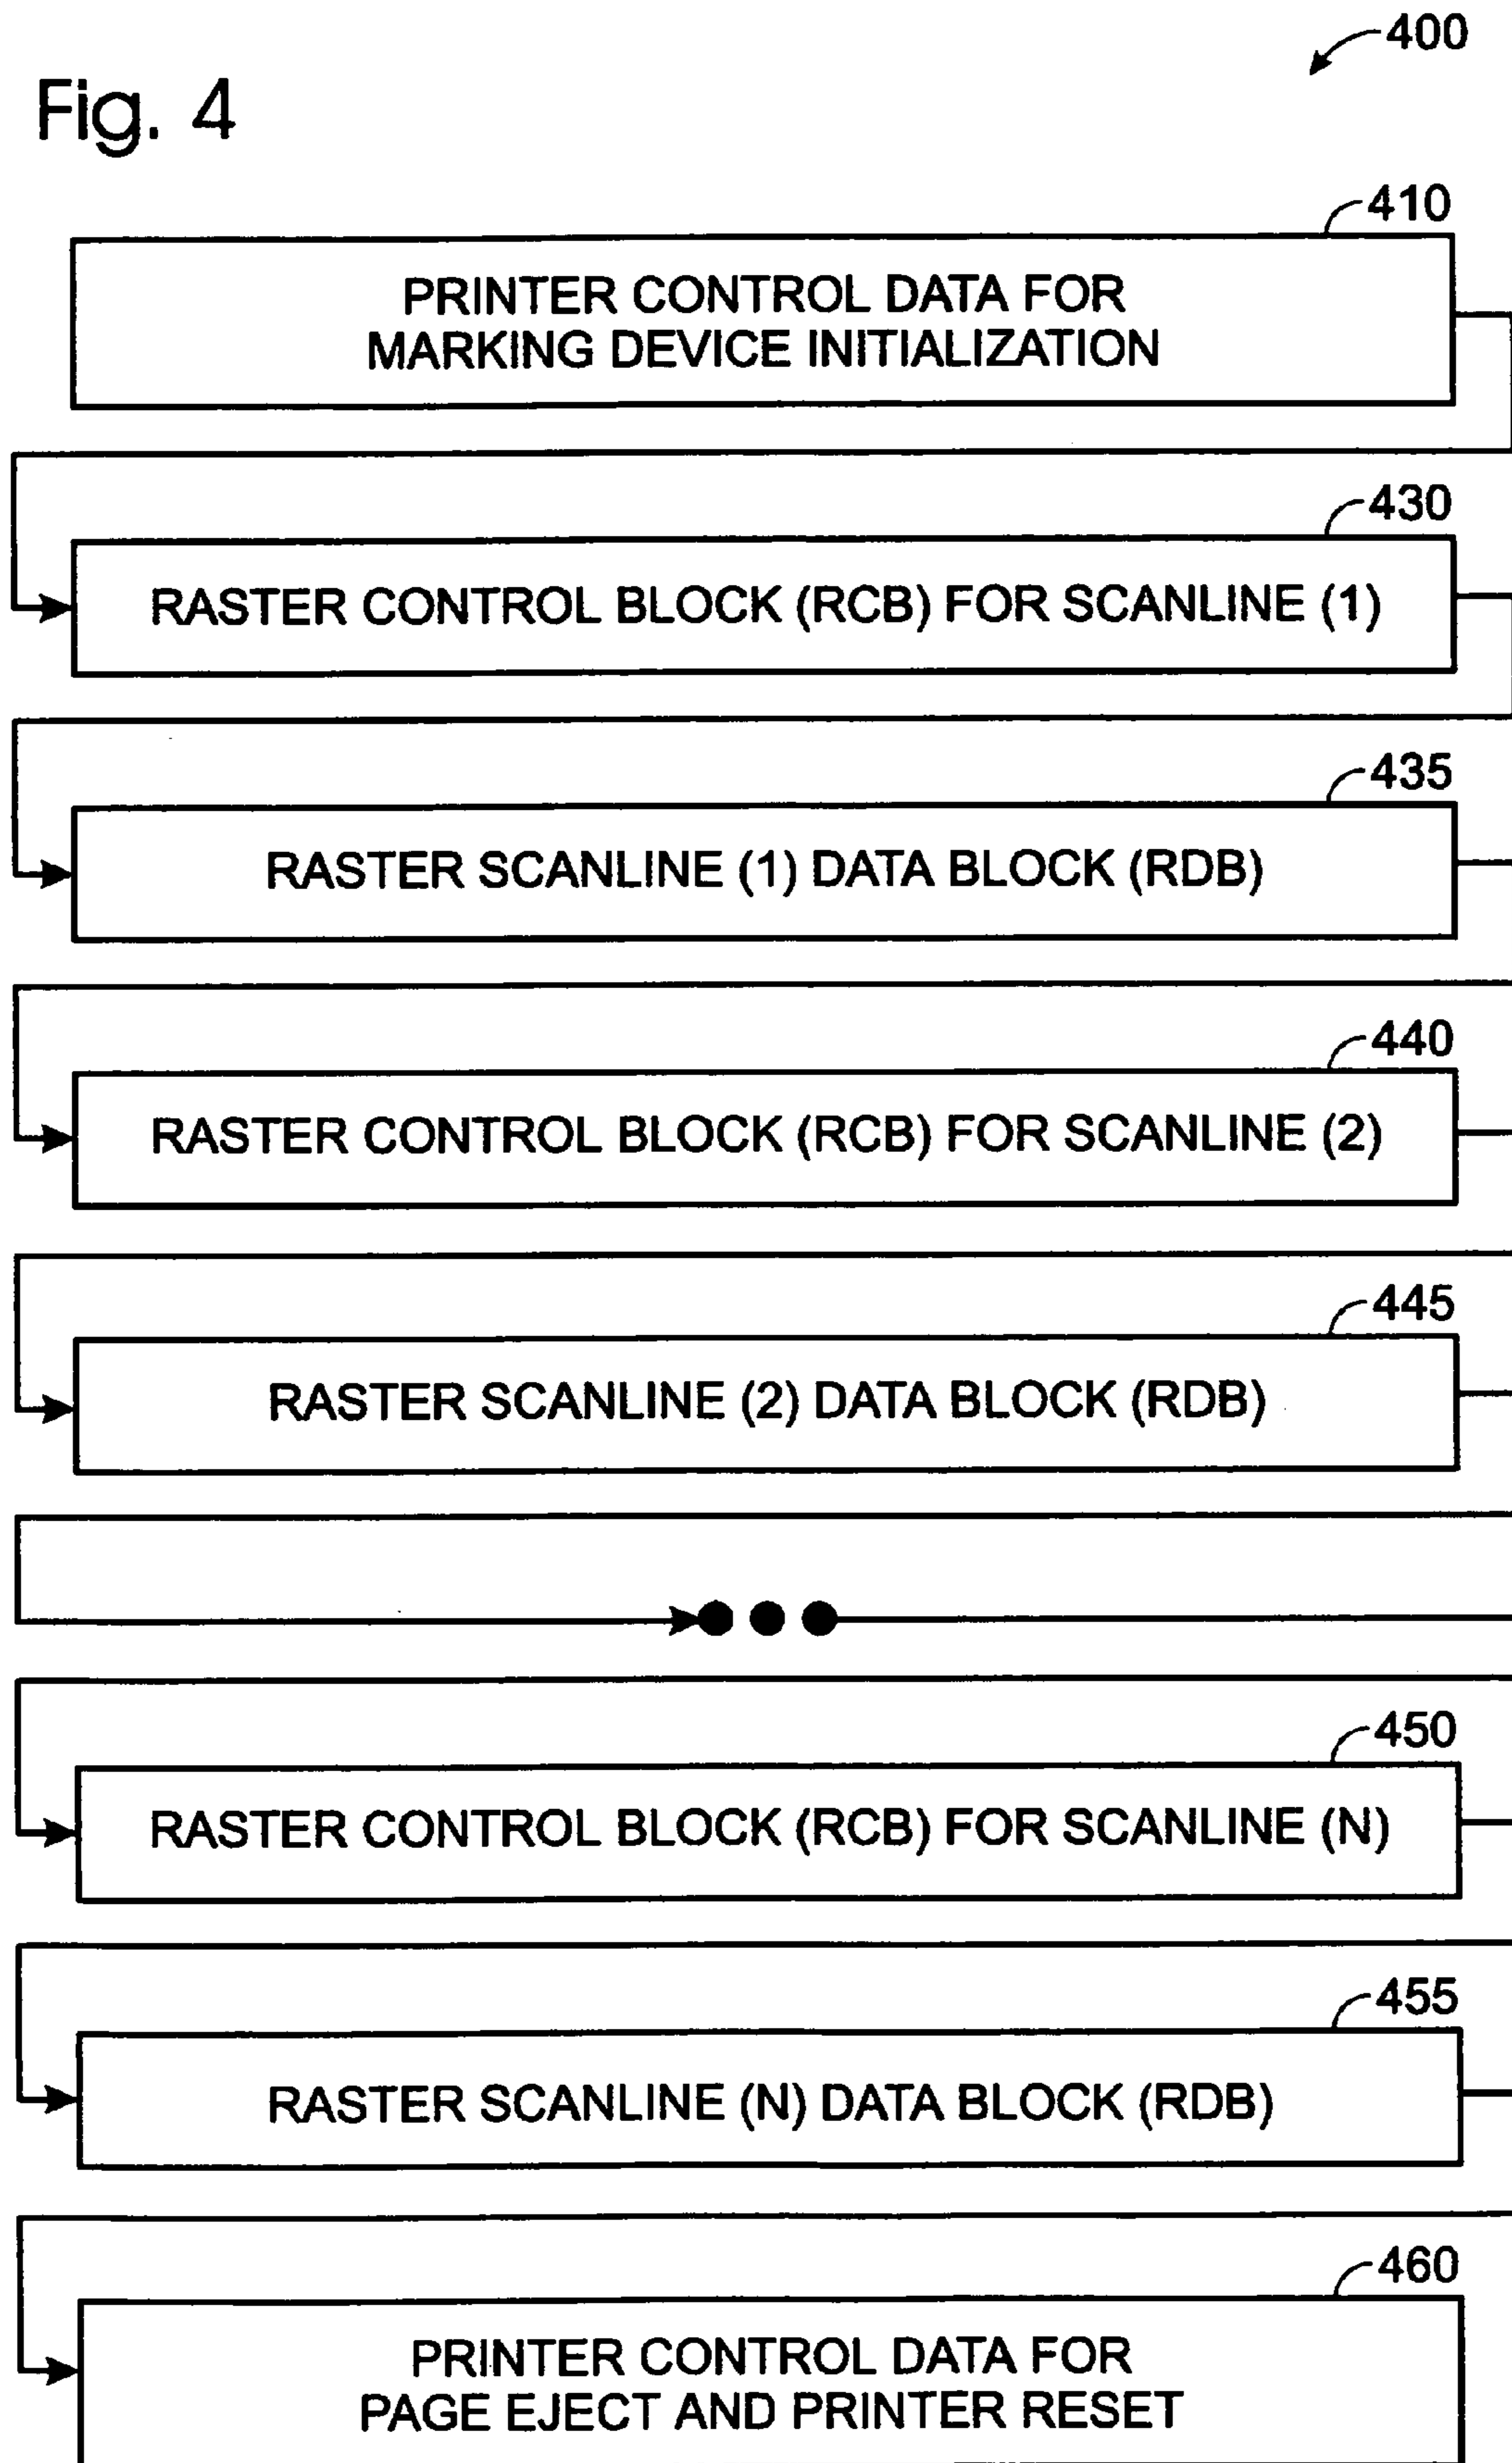 400
Fig. 4
410
PRINTER CONTROL DATA FOR
MARKING DEVICE INITIALIZATION
430
RASTER CONTROL BLOCK (RCB) FOR SCANLINE (1)
435
RASTER SCANLINE (1) DATA BLOCK (RDB)
440
RASTER CONTROL BLOCK (RCB) FOR SCANLINE (2)
445
RASTER SCANLINE (2) DATA BLOCK (RDB)
450
RASTER CONTROL BLOCK (RCB) FOR SCANLINE (N)
455
RASTER SCANLINE (N) DATA BLOCK (RDB)
460
PRINTER CONTROL DATA FOR
PAGE EJECT AND PRINTER RESET